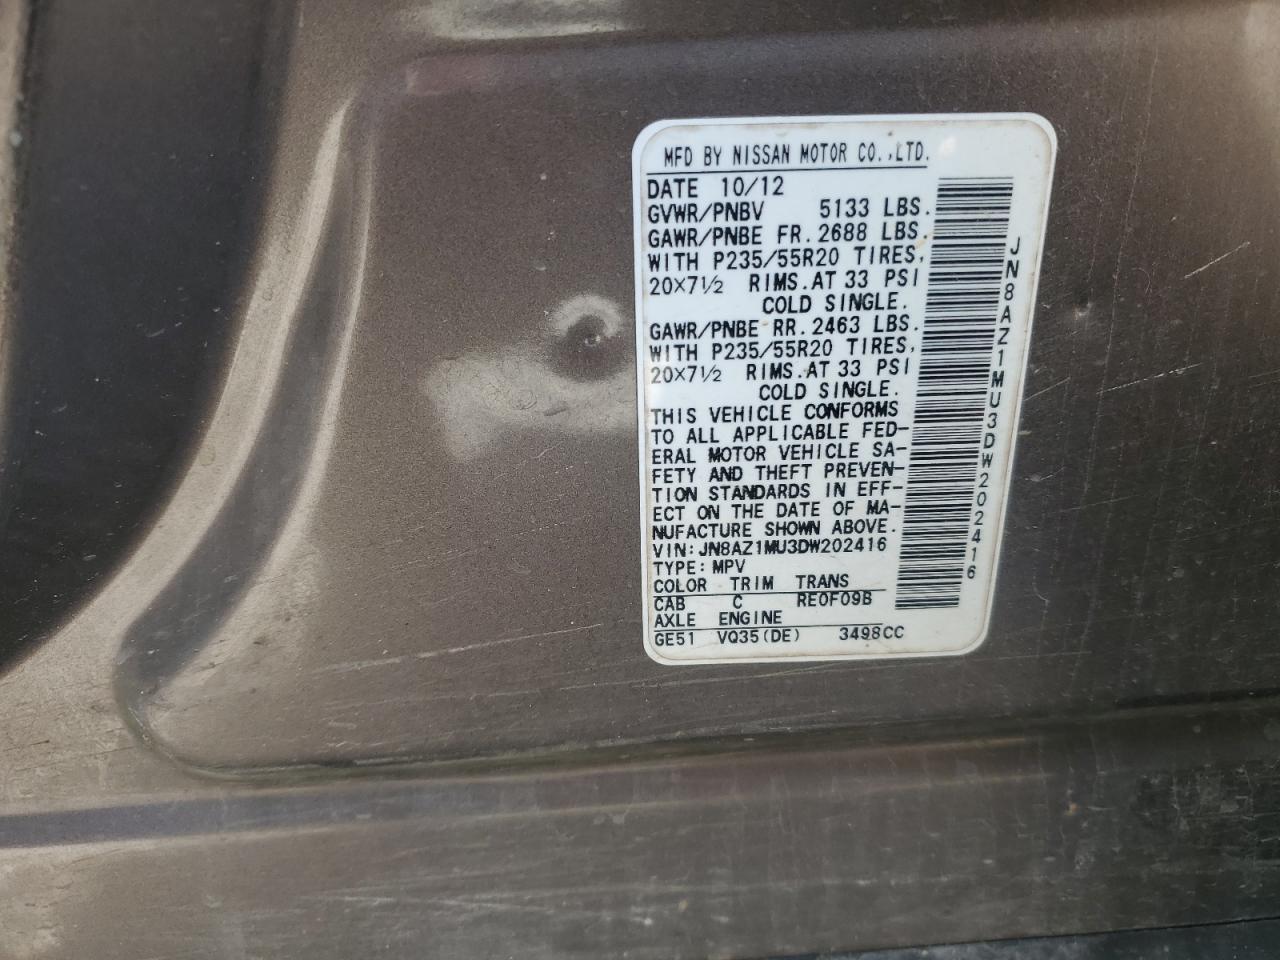 MFD BY NISSAN MOTOR CO.,LTD.
DATE 10/12
GVWR/PNBV 5133 LBS.
GAWR/PNBE FR. 2688 LBS.
WITH P235/55R20 TIRES,
20×7½ RIMS. AT 33 PSI
COLD SINGLE.
GAWR/PNBE RR. 2463 LBS.
WITH P235/55R20 TIRES,
20×7½ RIMS. AT 33 PSI
COLD SINGLE.
THIS VEHICLE CONFORMS
TO ALL APPLICABLE FED-
ERAL MOTOR VEHICLE SA-
FETY AND THEFT PREVEN-
TION STANDARDS IN EFF-
ECT ON THE DATE OF MA-
NUFACTURE SHOWN ABOVE.
VIN: JN8AZ1MU3DW202416
TYPE: MPV
COLOR TRIM TRANS
CAB C RE0F09B
AXLE ENGINE
GE51 VQ35(DE) 3498CC
JN8AZ1MU3DW202416